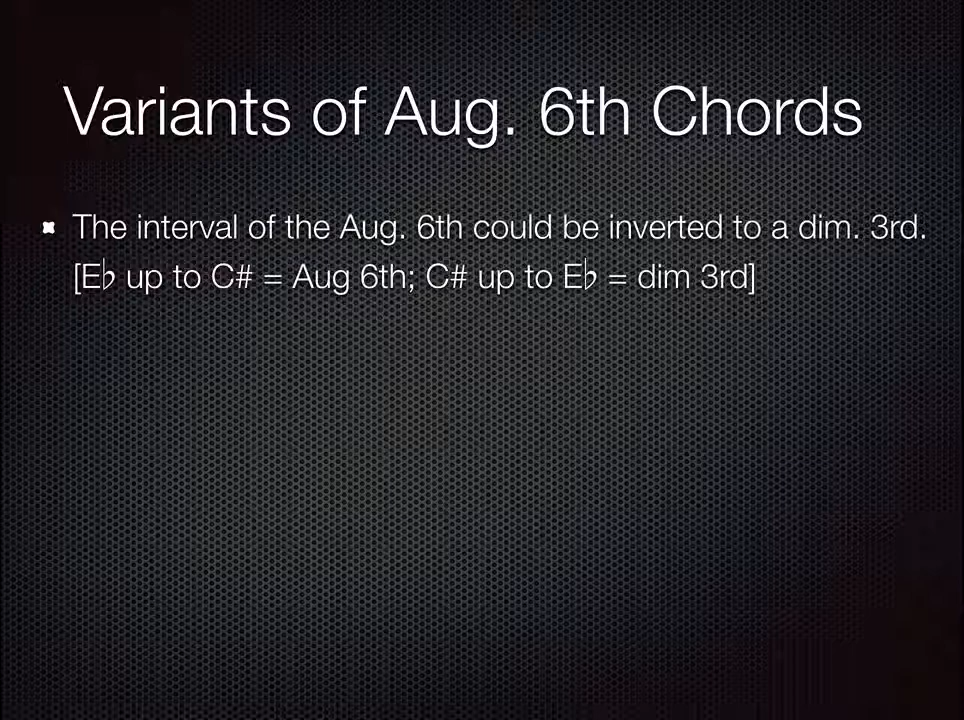 Variants of Aug. 6th Chords
The interval of the Aug. 6th could be inverted to a dim. 3rd.
[E♭ up to C# = Aug 6th; C# up to E♭ = dim 3rd]